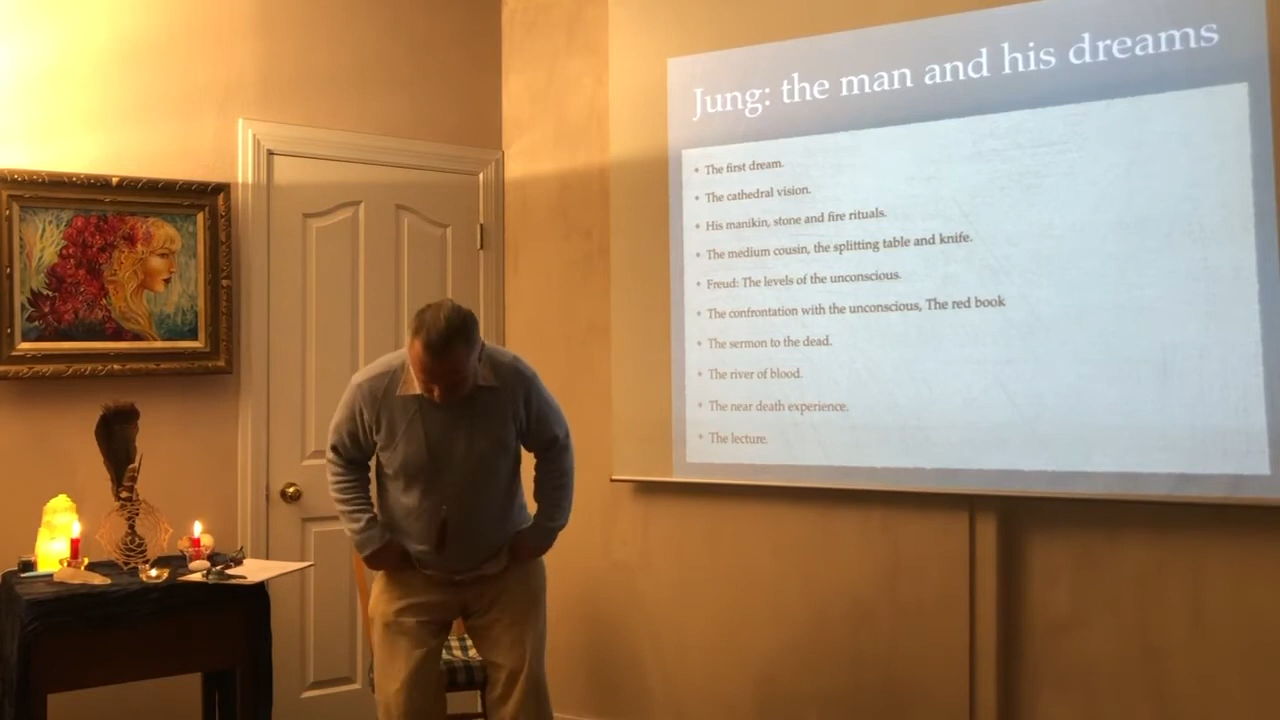 Jung: the man and his dreams
• The first dream.
• The cathedral vision.
• His manikin, stone and fire rituals.
• The medium cousin, the splitting table and knife.
• Freud: The levels of the unconscious.
• The confrontation with the unconscious, The red book
• The sermon to the dead.
• The river of blood.
• The near death experience.
• The lecture.